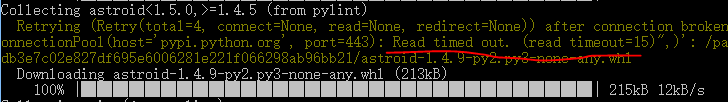 Collecting astroid<1.5.0,>=1.4.5 (from pylint)
Retrying (Retry(total=4, connect=None, read=None, redirect=None)) after connection broken
onnectionPool(host='pypi.python.org', port=443): Read timed out. (read timeout=15)",)': /pa
db3e7c02e827df695e6006281e221f066298ab96bb21/astroid-1.4.9-py2.py3-none-any.whl
Downloading astroid-1.4.9-py2.py3-none-any.whl (213kB)
100% 215kB 12kB/s